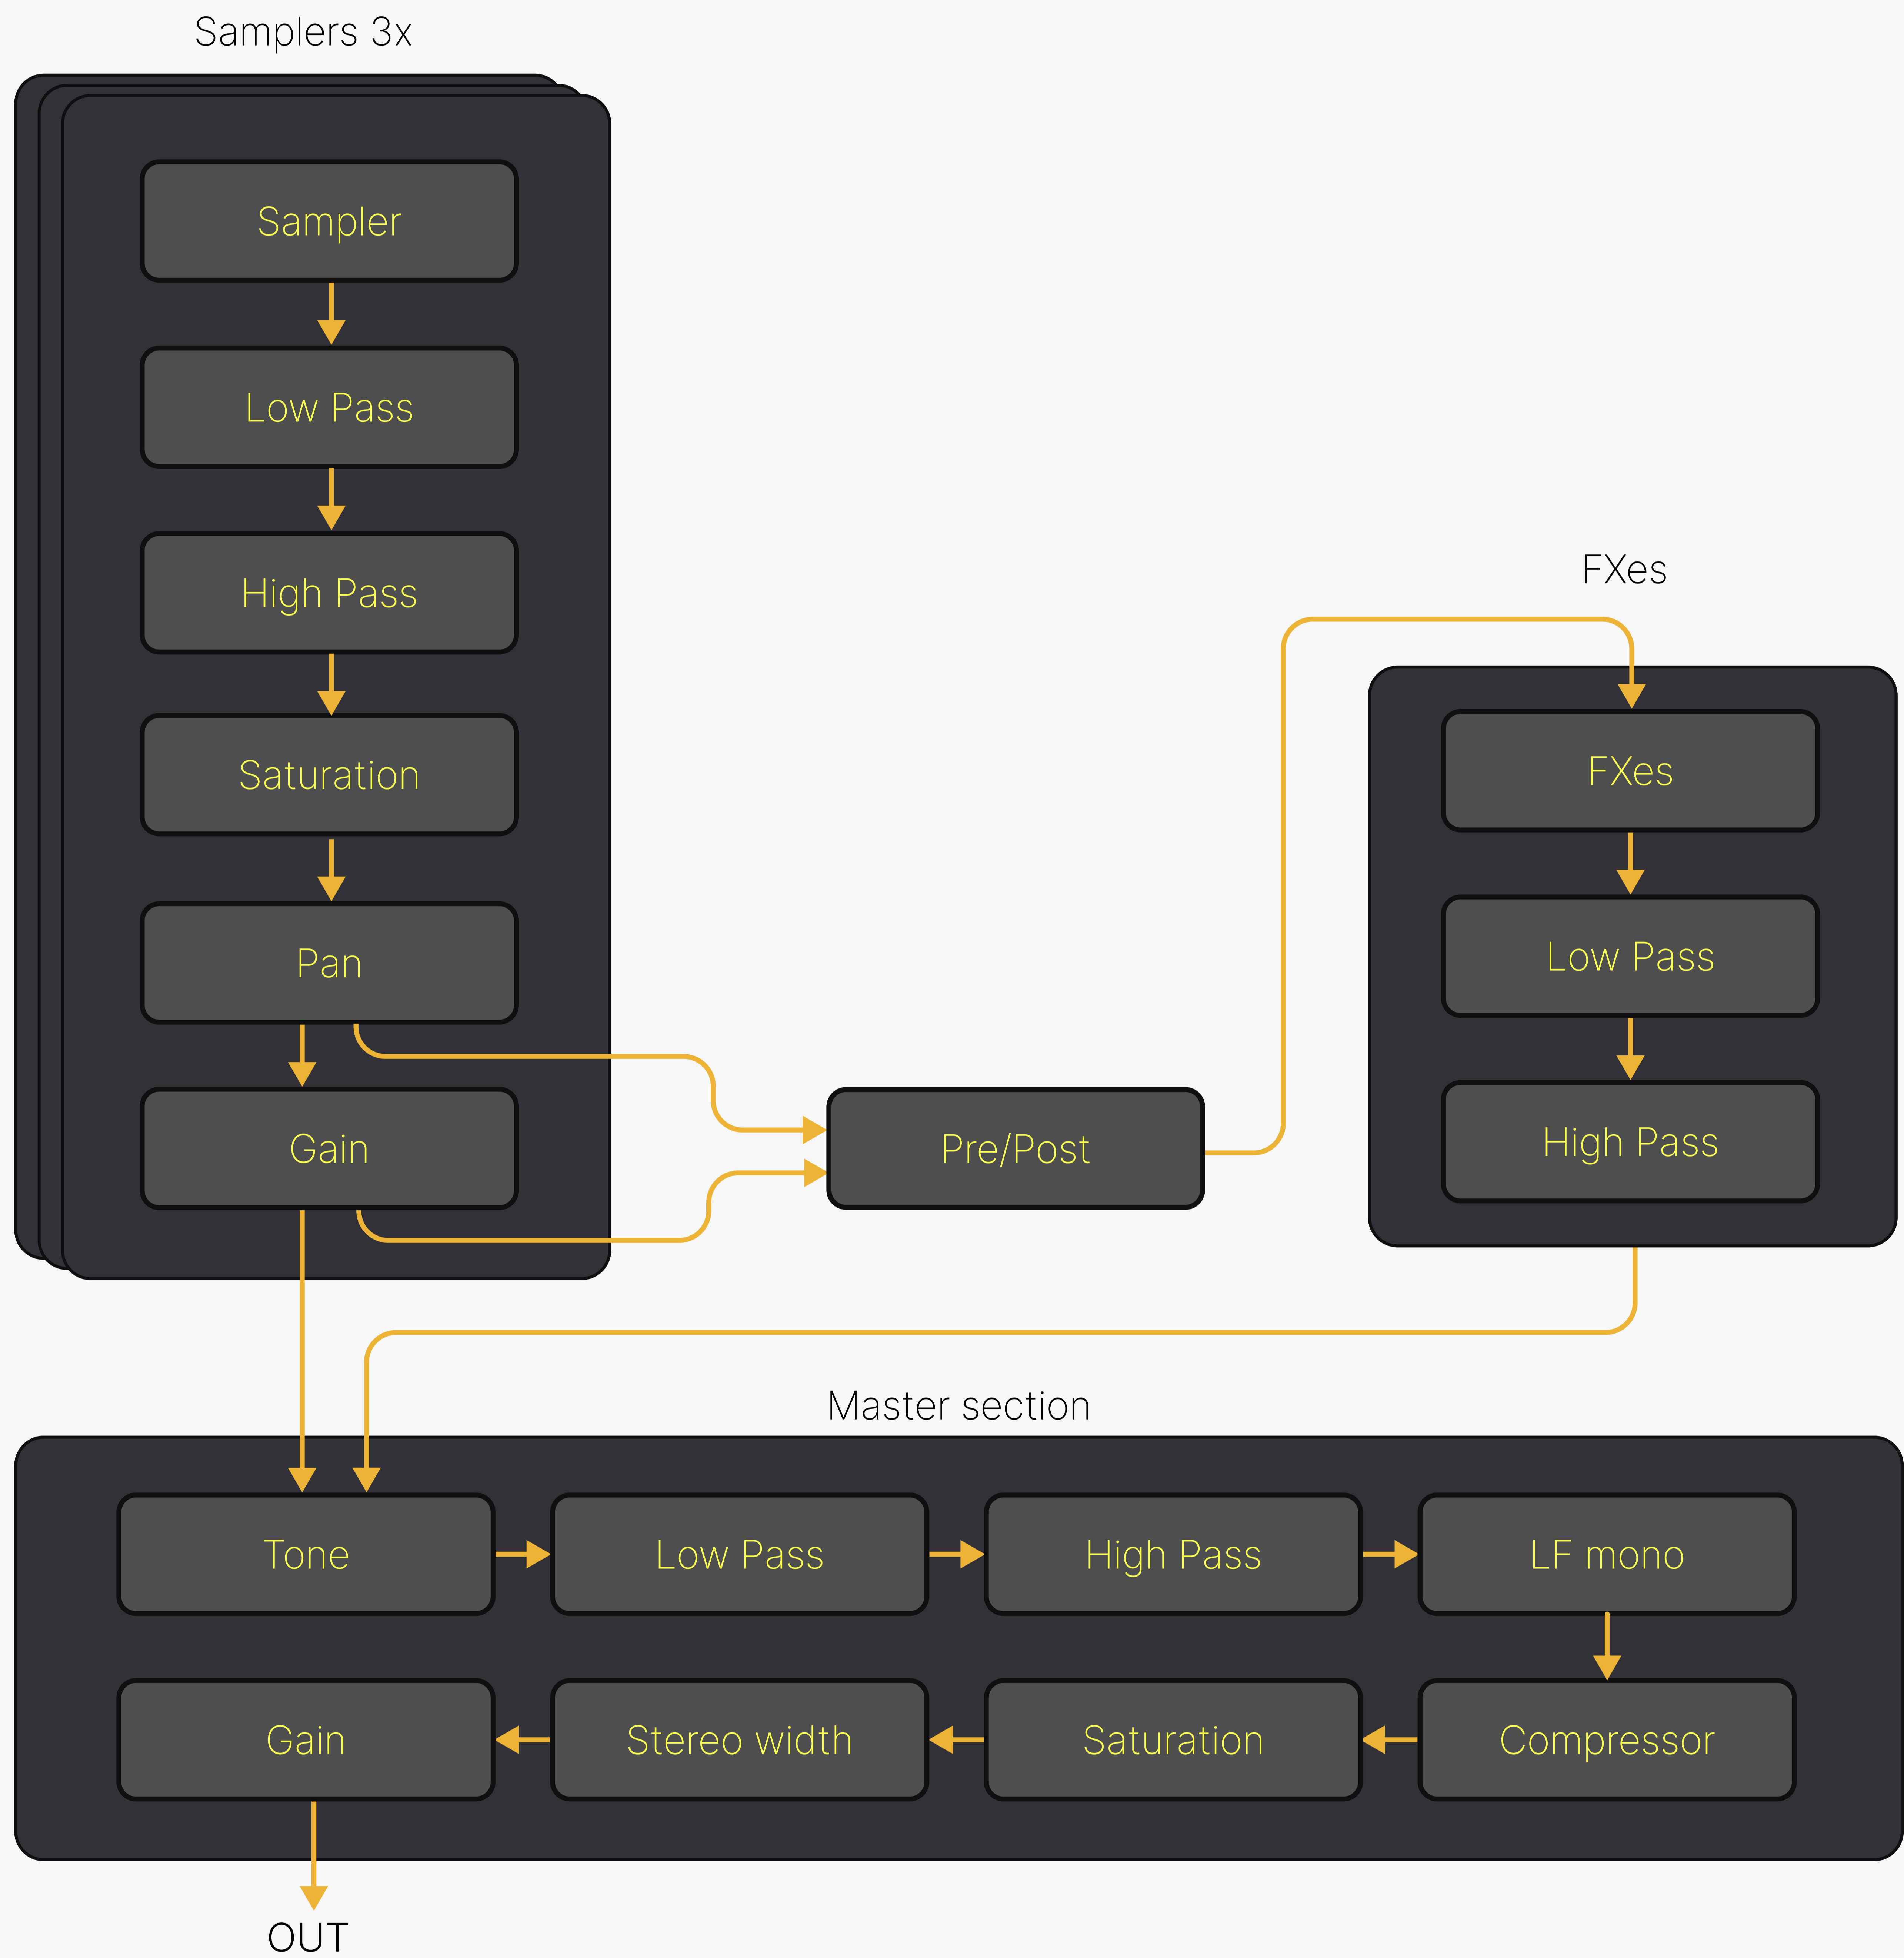 Samplers 3x
Sampler
Low Pass
High Pass
Saturation
Pan
Gain
Pre/Post
FXes
FXes
Low Pass
High Pass
Master section
Tone
Low Pass
High Pass
LF mono
Gain
Stereo width
Saturation
Compressor
OUT